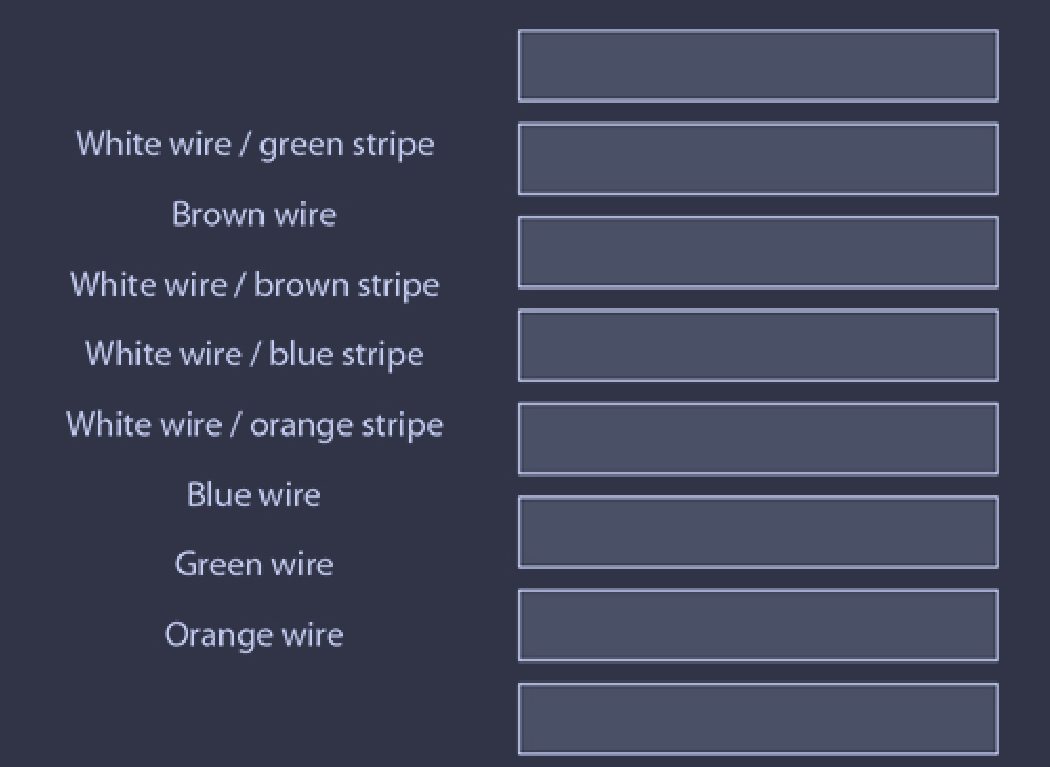 White wire / green stripe
Brown wire
White wire / brown stripe
White wire / blue stripe
White wire / orange stripe
Blue wire
Green wire
Orange wire